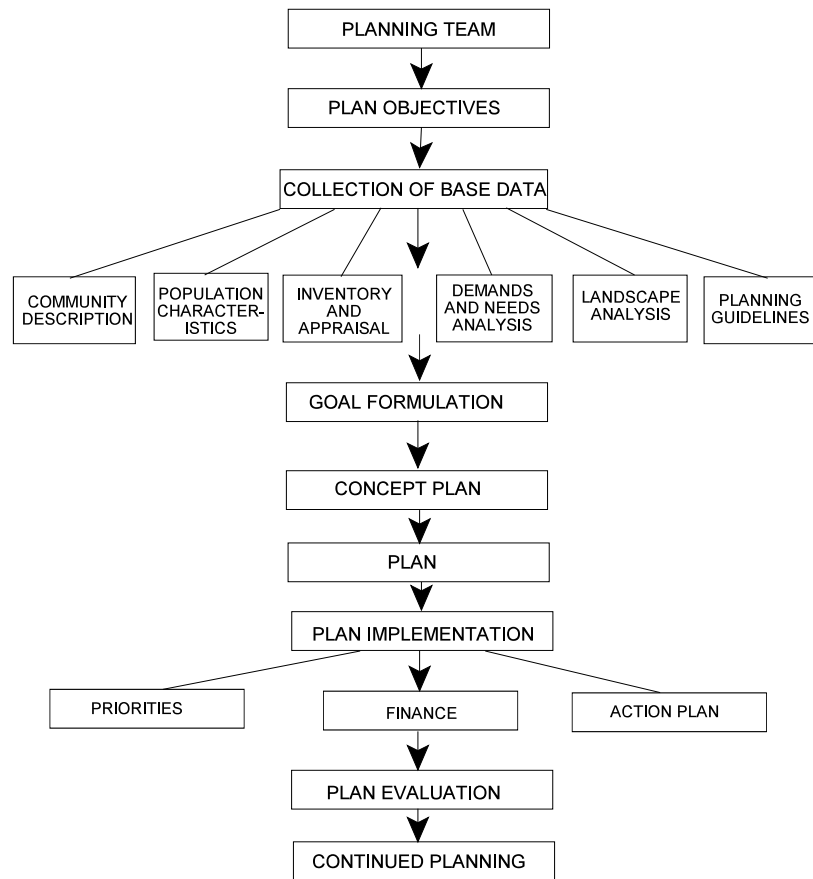 PLANNING TEAM
PLAN OBJECTIVES
COLLECTION OF BASE DATA
COMMUNITY
DESCRIPTION
POPULATION
CHARACTER-
ISTICS
INVENTORY
AND
APPRAISAL
DEMANDS
AND NEEDS
ANALYSIS
LANDSCAPE
ANALYSIS
PLANNING
GUIDELINES
GOAL FORMULATION
CONCEPT PLAN
PLAN
PLAN IMPLEMENTATION
PRIORITIES
FINANCE
ACTION PLAN
PLAN EVALUATION
CONTINUED PLANNING